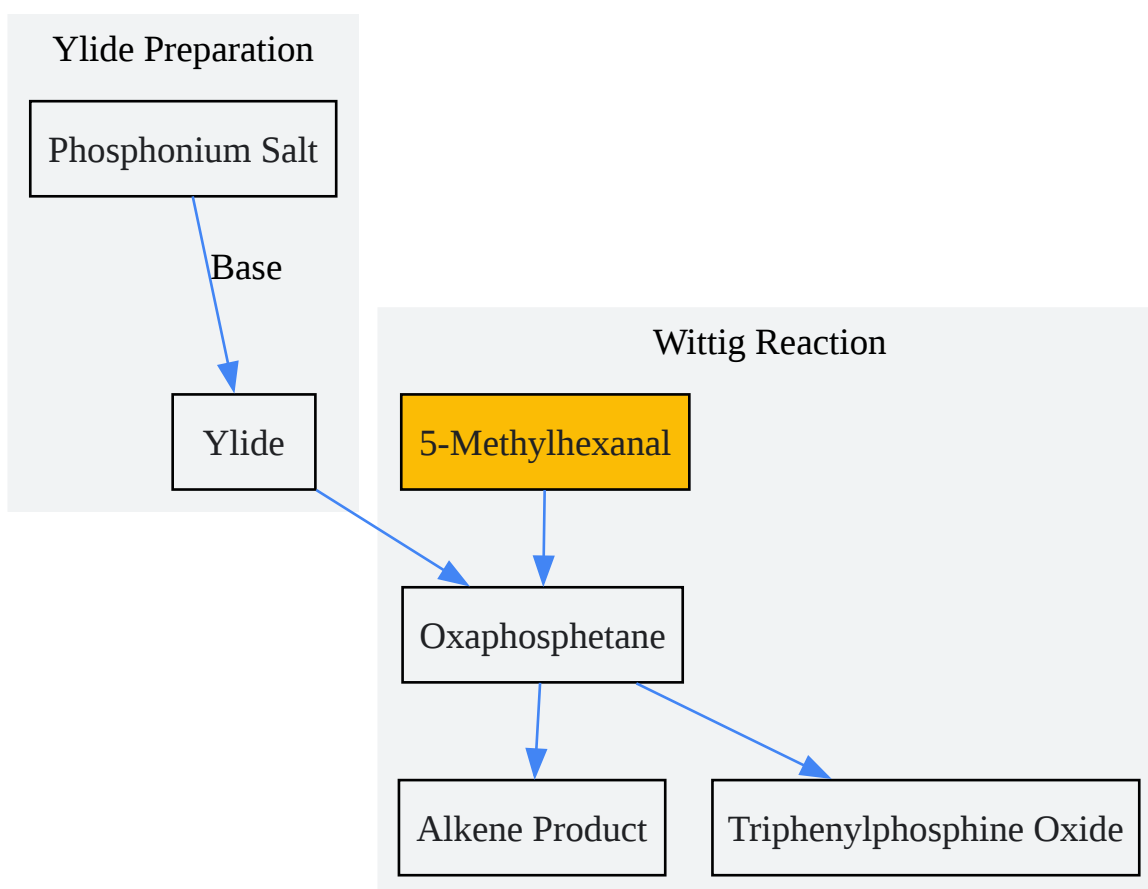 Ylide Preparation
Phosphonium Salt
Base
Ylide
Wittig Reaction
5-Methylhexanal
Oxaphosphetane
Alkene Product
Triphenylphosphine Oxide